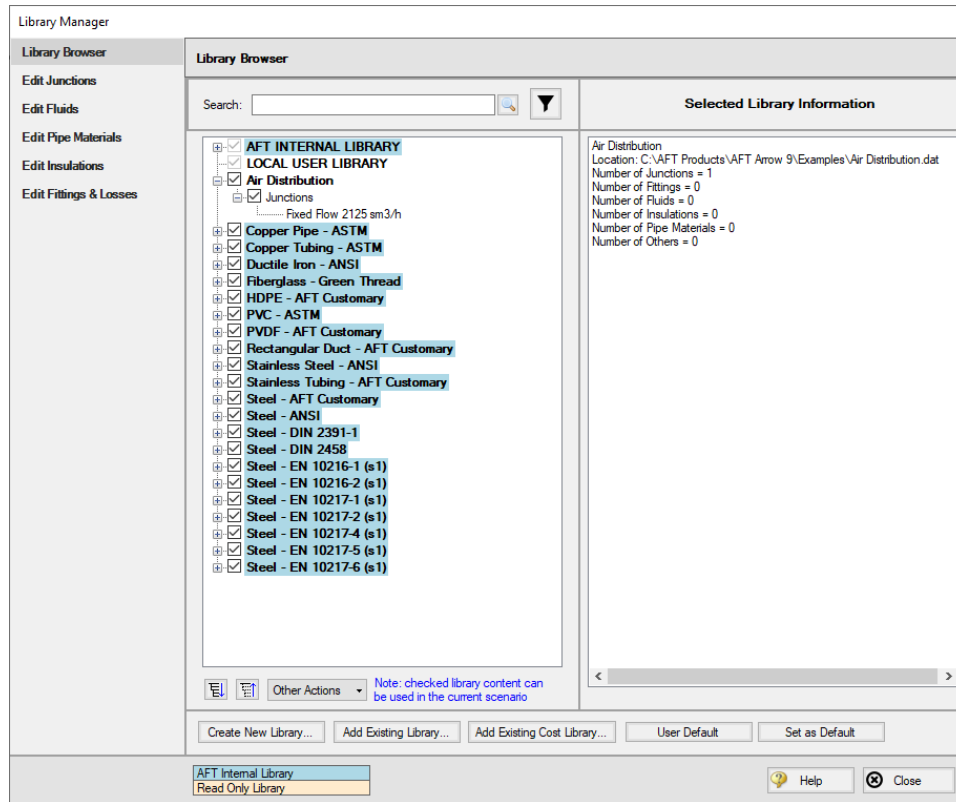 Library Manager
Library Browser
Edit Junctions
Edit Fluids
Edit Pipe Materials
Edit Insulations
Edit Fittings & Losses
Library Browser
Search:
AFT INTERNAL LIBRARY
LOCAL USER LIBRARY
Air Distribution
Junctions
Fixed Flow 2125 sm3/h
Copper Pipe - ASTM
Copper Tubing - ASTM
Ductile Iron - ANSI
Fiberglass - Green Thread
HDPE - AFT Customary
PVC - ASTM
PVDF - AFT Customary
Rectangular Duct - AFT Customary
Stainless Steel - ANSI
Stainless Tubing - AFT Customary
Steel - AFT Customary
Steel - ANSI
Steel - DIN 2391-1
Steel - DIN 2458
Steel - EN 10216-1 (s1)
Steel - EN 10216-2 (s1)
Steel - EN 10217-1 (s1)
Steel - EN 10217-2 (s1)
Steel - EN 10217-4 (s1)
Steel - EN 10217-5 (s1)
Steel - EN 10217-6 (s1)
Other Actions
Note: checked library content can
be used in the current scenario
Selected Library Information
Air Distribution
Location: C:\AFT Products\AFT Arrow 9\Examples\Air Distribution.dat
Number of Junctions = 1
Number of Fittings = 0
Number of Fluids = 0
Number of Insulations = 0
Number of Pipe Materials = 0
Number of Others = 0
Create New Library...
Add Existing Library...
Add Existing Cost Library...
User Default
Set as Default
AFT Internal Library
Read Only Library
Help
Close